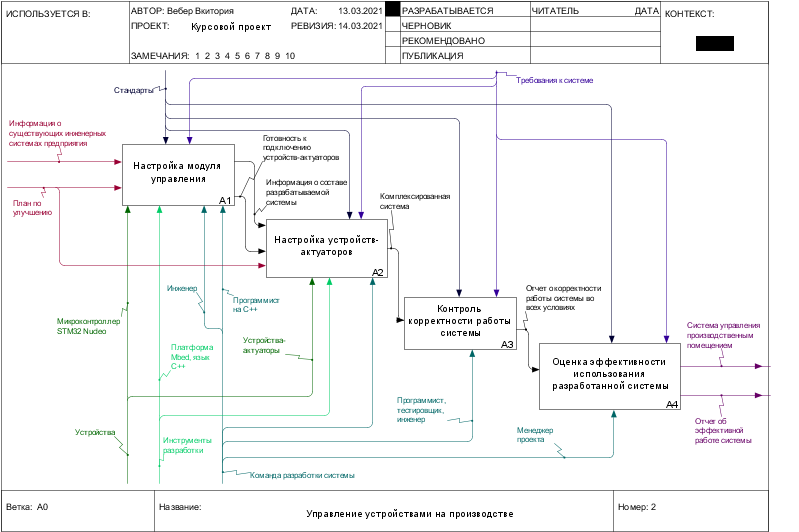 ИСПОЛЬЗУЕТСЯ В:
АВТОР: Вебер Вкитория
ДАТА: 13.03.2021
РАЗРАБАТЫВАЕТСЯ
ЧИТАТЕЛЬ
ДАТА
КОНТЕКСТ:
ПРОЕКТ: Курсовой проект
РЕВИЗИЯ: 14.03.2021
ЧЕРНОВИК
РЕКОМЕНДОВАНО
ЗАМЕЧАНИЯ: 1 2 3 4 5 6 7 8 9 10
ПУБЛИКАЦИЯ
Стандарты
Требования к системе
Информация о
существующих инженерных
системах предприятия
План по
улучшению
Настройка модуля
управления
A1
Готовность к
подключению
устройств-актуаторов
Информация о составе
разрабатываемой
системы
Комплексированная
система
Настройка устройств-
актуаторов
A2
Инженер
Программист
на С++
Микроконтроллер
STM32 Nudeo
Платформа
Mbed, язык
С++
Устройства-
актуаторы
Контроль
корректности работы
системы
A3
Отчет о корректности
работы системы во
всех условиях
Оценка эффективности
использования
разработанной системы
A4
Система управления
производственным
помещением
Отчет об
эффективной
работе системы
Программист,
тестировщик,
инженер
Менеджер
проекта
Устройства
Инструменты
разработки
Команда разработки системы
Ветка: A0
Название:
Управление устройствами на производстве
Номер: 2